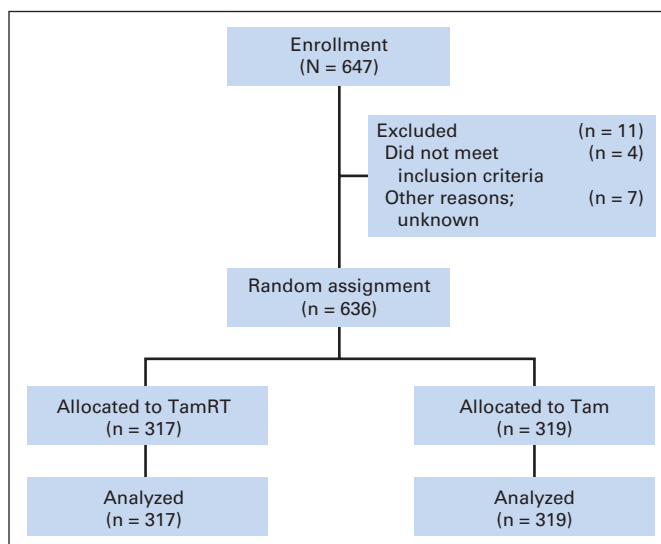 Enrollment
(N = 647)
Excluded (n = 11)
Did not meet (n = 4)
inclusion criteria
Other reasons; (n = 7)
unknown
Random assignment
(n = 636)
Allocated to TamRT
(n = 317)
Allocated to Tam
(n = 319)
Analyzed
(n = 317)
Analyzed
(n = 319)